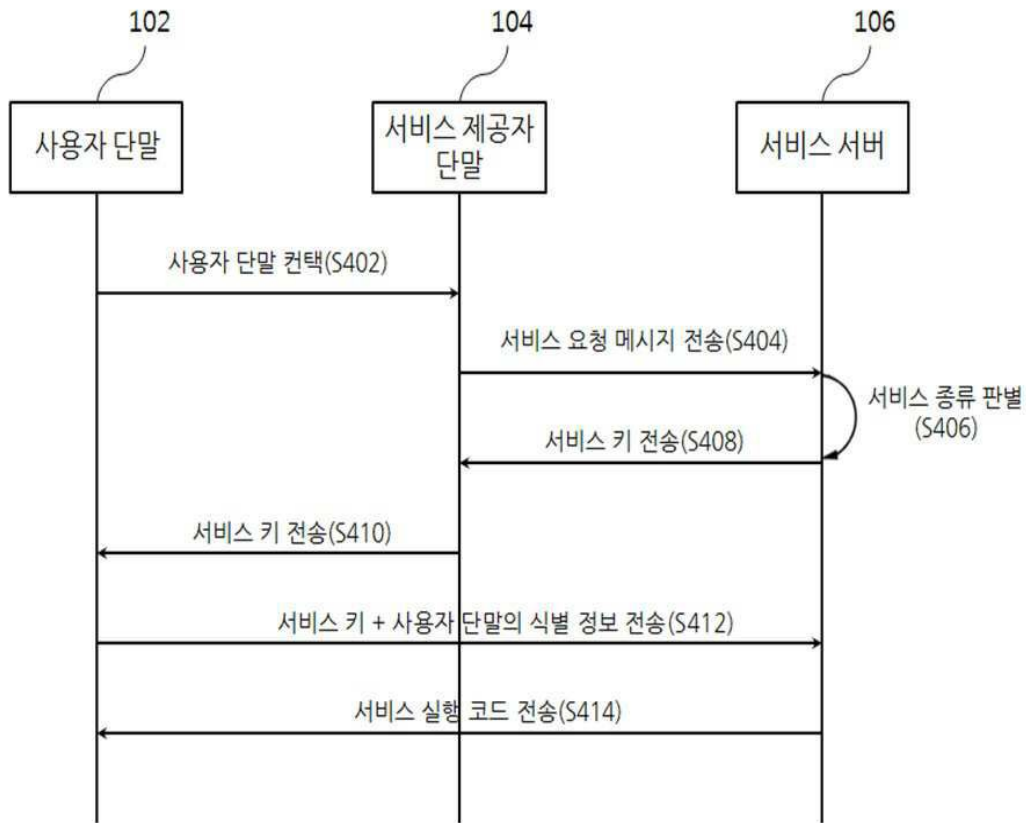 102
104
106
사용자 단말
서비스 제공자
단말
서비스 서버
사용자 단말 컨택(S402)
서비스 요청 메시지 전송(S404)
서비스 종류 판별
(S406)
서비스 키 전송(S408)
서비스 키 전송(S410)
서비스 키 + 사용자 단말의 식별 정보 전송(S412)
서비스 실행 코드 전송(S414)